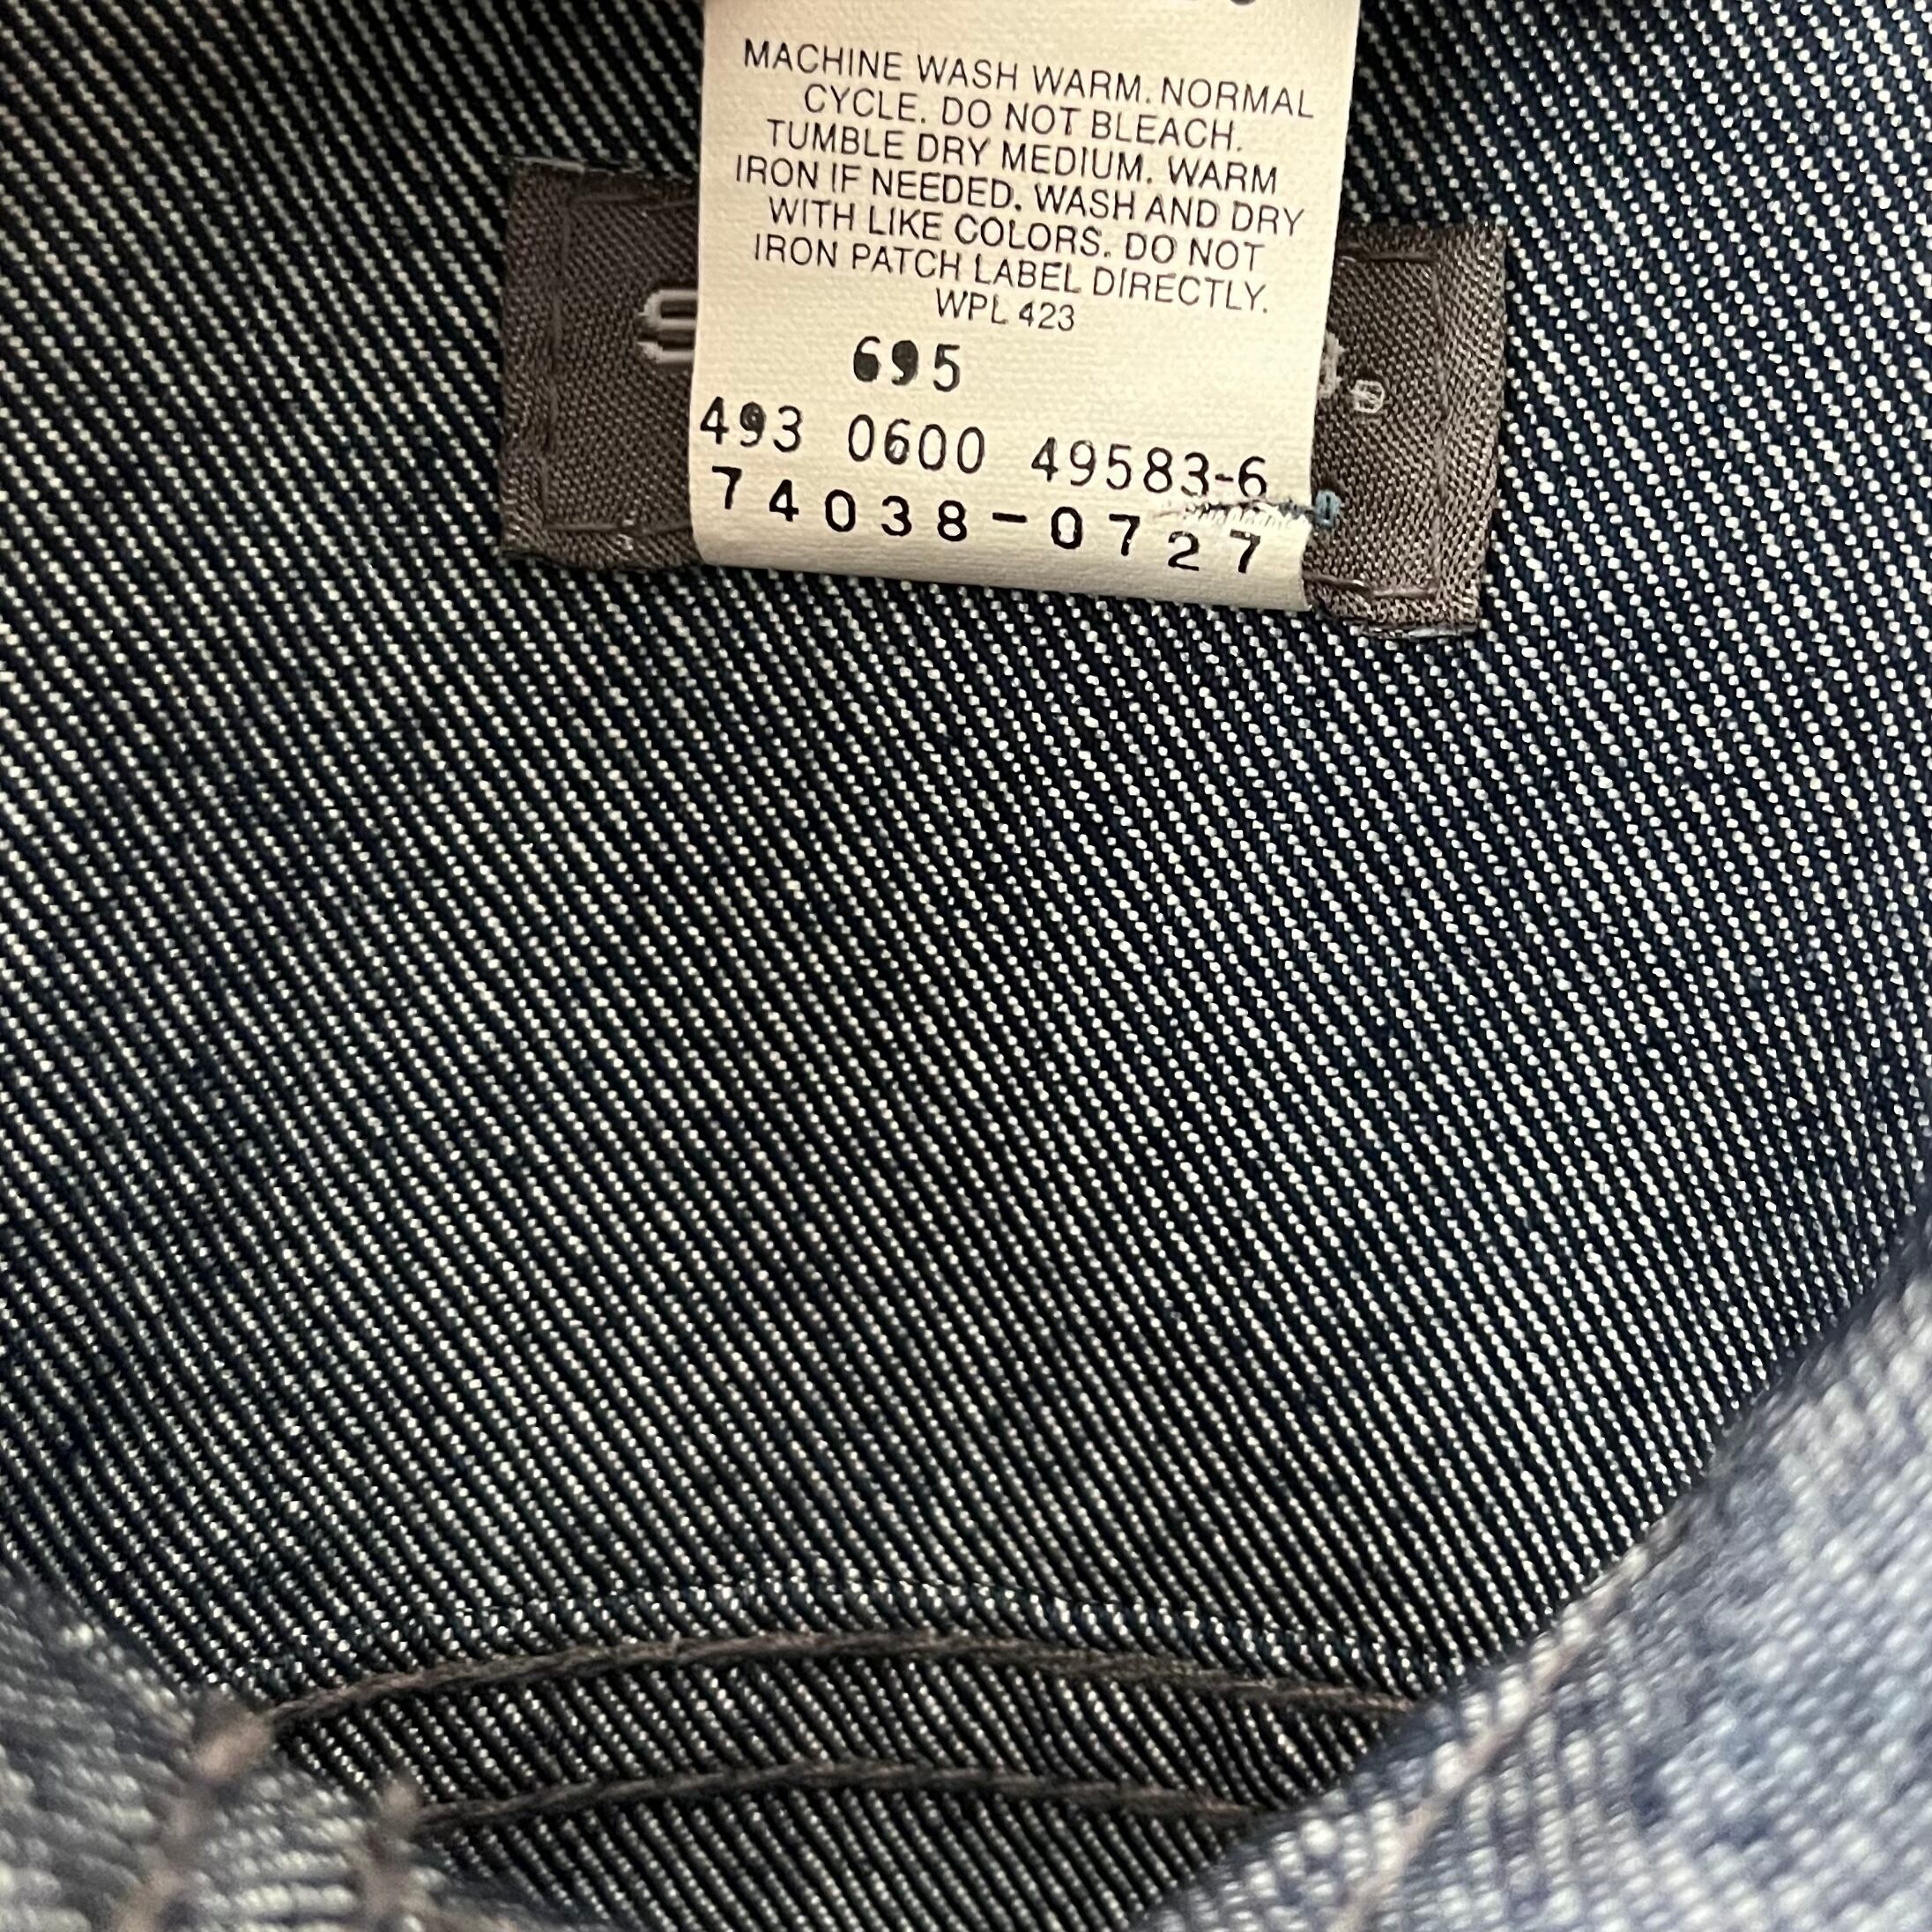 MACHINE WASH WARM. NORMAL
CYCLE. DO NOT BLEACH.
TUMBLE DRY MEDIUM. WARM
IRON IF NEEDED. WASH AND DRY
WITH LIKE COLORS. DO NOT
IRON PATCH LABEL DIRECTLY.
WPL 423
695
493 0600 49583-6
74038-0727